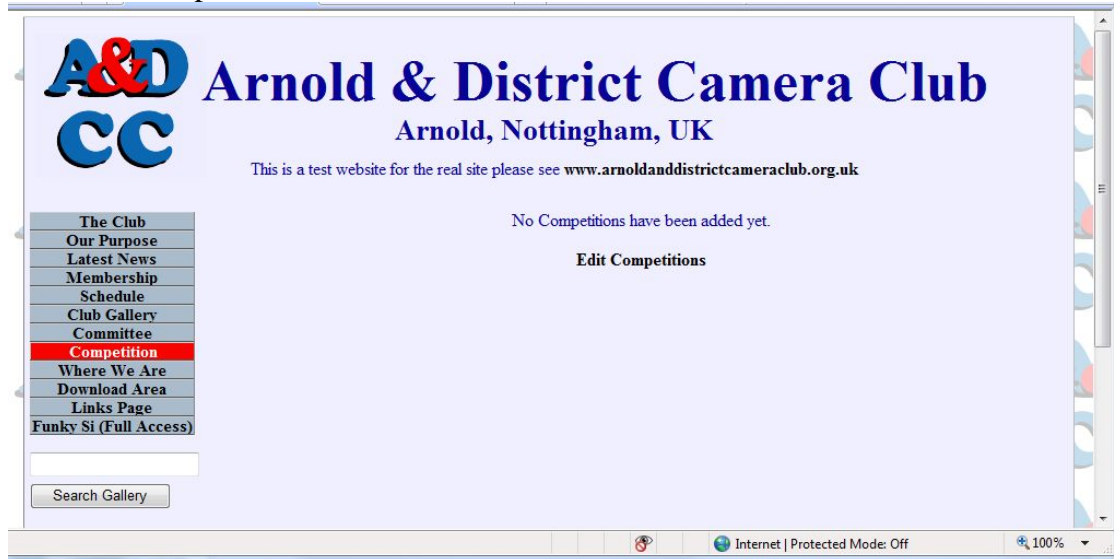 A&D
CC
Arnold & District Camera Club
Arnold, Nottingham, UK
This is a test website for the real site please see www.arnoldanddistrictcameraclub.org.uk
The Club
Our Purpose
Latest News
Membership
Schedule
Club Gallery
Committee
Competition
Where We Are
Download Area
Links Page
Funky Si (Full Access)
No Competitions have been added yet.
Edit Competitions
Search Gallery
Internet | Protected Mode: Off
100%